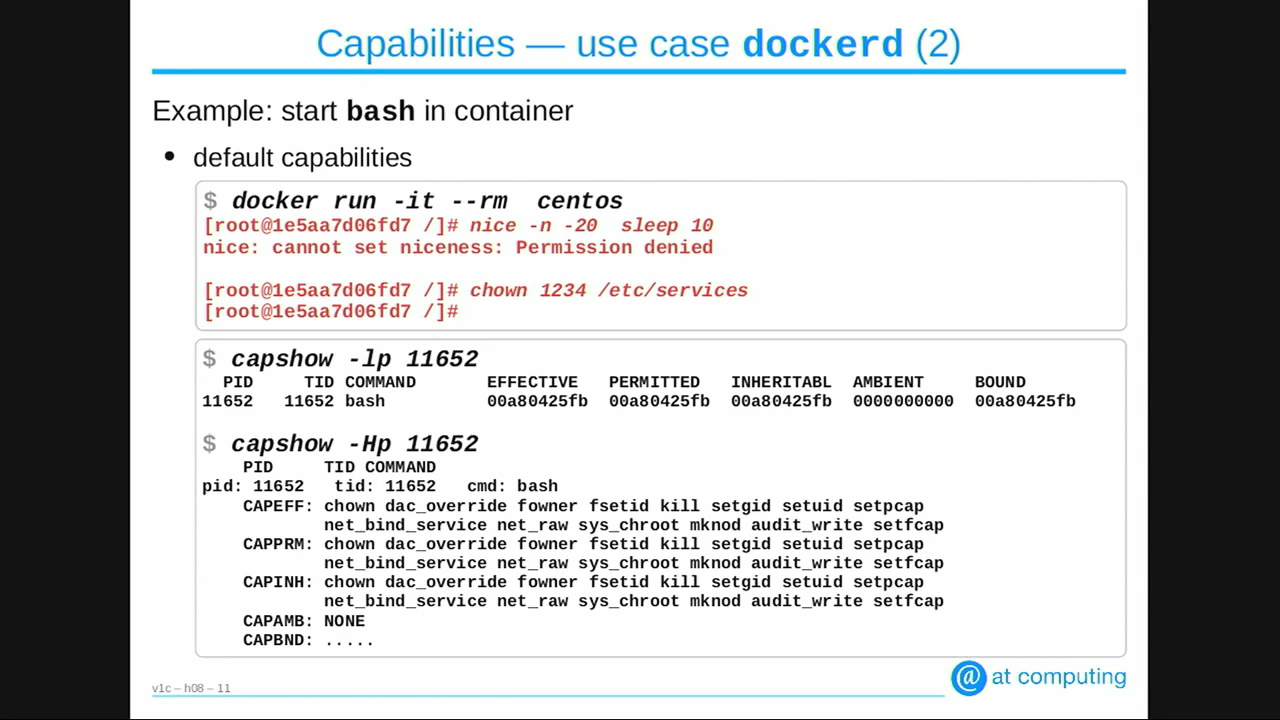 Capabilities — use case dockerd (2)
Example: start bash in container
• default capabilities
$ docker run -it --rm  centos
[root@1e5aa7d06fd7 /]# nice -n -20  sleep 10
nice: cannot set niceness: Permission denied
[root@1e5aa7d06fd7 /]# chown 1234 /etc/services
[root@1e5aa7d06fd7 /]#
$ capshow -lp 11652
PID     TID COMMAND       EFFECTIVE   PERMITTED   INHERITABL  AMBIENT     BOUND
11652   11652 bash          00a80425fb  00a80425fb  00a80425fb  0000000000  00a80425fb
$ capshow -Hp 11652
PID     TID COMMAND
pid: 11652   tid: 11652   cmd: bash
CAPEFF: chown dac_override fowner fsetid kill setgid setuid setpcap
net_bind_service net_raw sys_chroot mknod audit_write setfcap
CAPPRM: chown dac_override fowner fsetid kill setgid setuid setpcap
net_bind_service net_raw sys_chroot mknod audit_write setfcap
CAPINH: chown dac_override fowner fsetid kill setgid setuid setpcap
net_bind_service net_raw sys_chroot mknod audit_write setfcap
CAPAMB: NONE
CAPBND: .....
v1c – h08 – 11
@ at computing